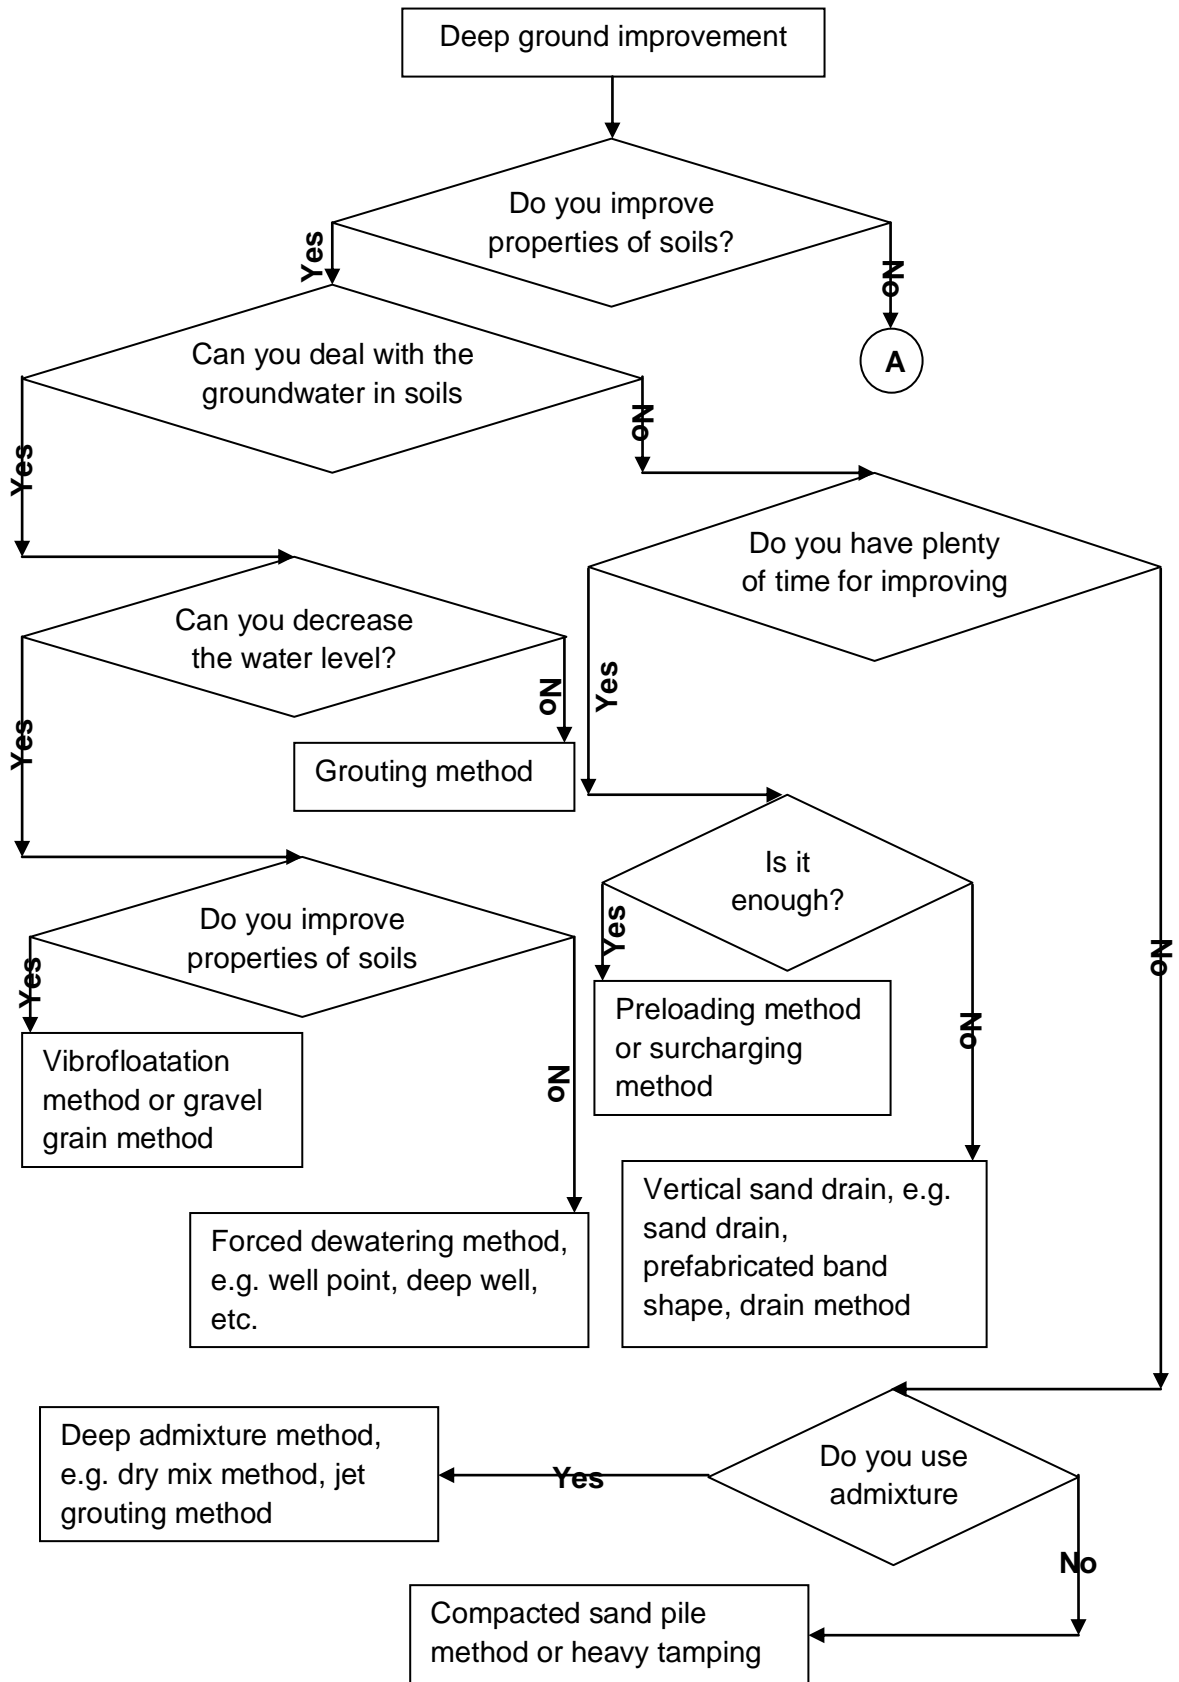 Deep ground improvement
Do you improve
properties of soils?
Yes
No
A
Can you deal with the
groundwater in soils
Yes
No
Do you have plenty
of time for improving
Can you decrease
the water level?
Yes
No
Yes
No
Grouting method
Is it
enough?
Yes
No
Do you improve
properties of soils
Yes
No
Preloading method
or surcharging
method
Vibrofloatation
method or gravel
grain method
Vertical sand drain, e.g.
sand drain,
prefabricated band
shape, drain method
Forced dewatering method,
e.g. well point, deep well,
etc.
Do you use
admixture
Yes
No
Deep admixture method,
e.g. dry mix method, jet
grouting method
Compacted sand pile
method or heavy tamping